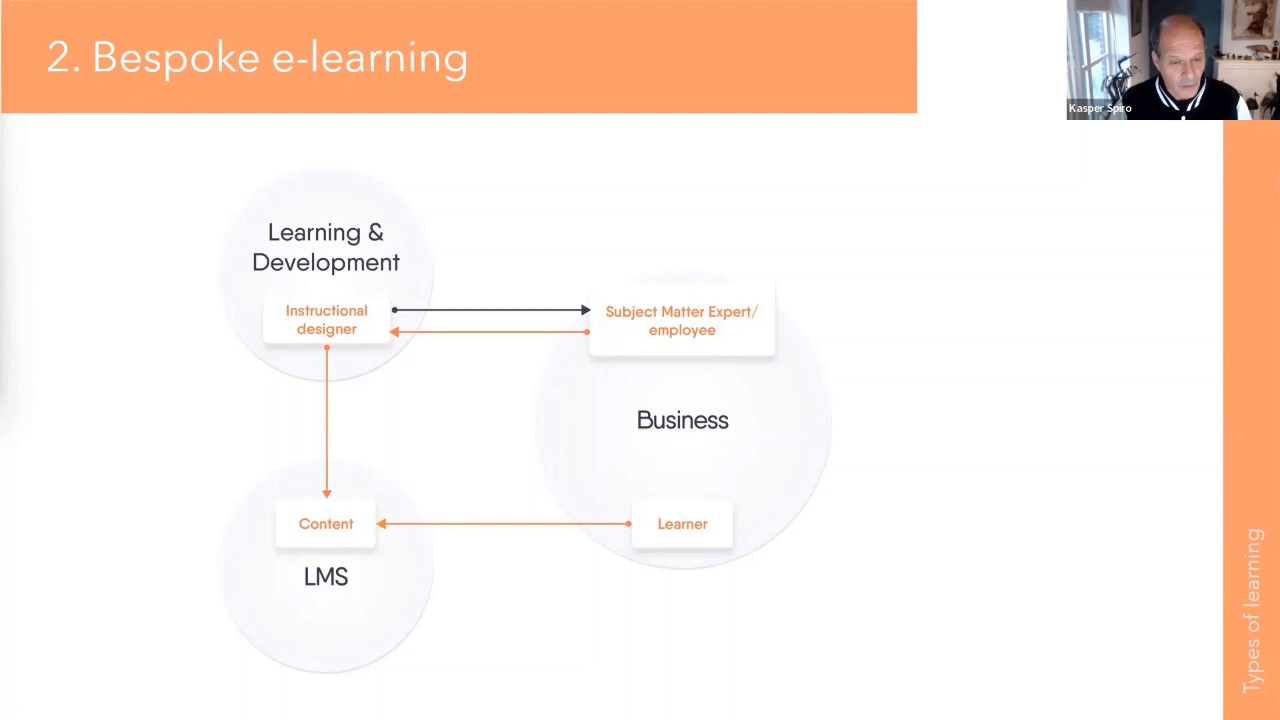 2. Bespoke e-learning
Kasper Spiro
Learning &
Development
Instructional
designer
Subject Matter Expert/
employee
Business
Content
Learner
LMS
Types of learning